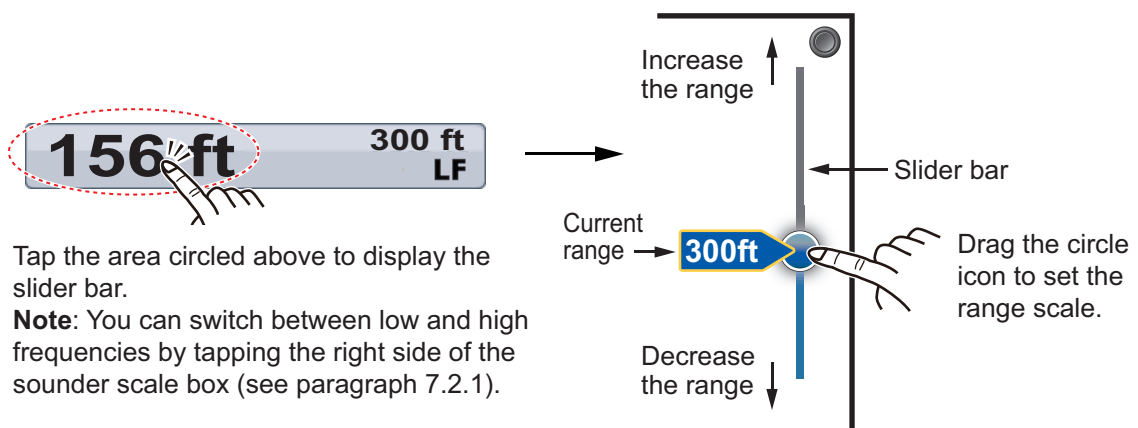 156 ft
300 ft
LF
Tap the area circled above to display the
slider bar.
Note: You can switch between low and high
frequencies by tapping the right side of the
sounder scale box (see paragraph 7.2.1).
Increase
the range
Slider bar
Current
range
300ft
Drag the circle
icon to set the
range scale.
Decrease
the range